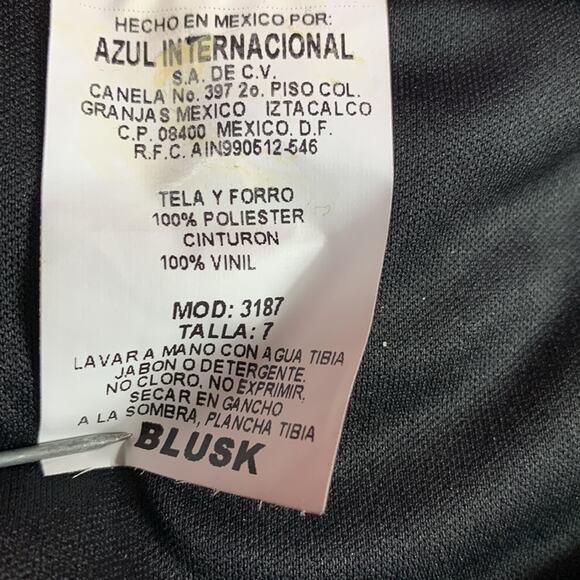 HECHO EN MEXICO POR:
AZUL INTERNACIONAL
S.A. DE C.V.
CANELA No. 397 2o. PISO COL.
GRANJAS MEXICO IZTACALCO
C.P. 08400 MEXICO. D.F.
R.F.C. AIN990512-546
TELA Y FORRO
100% POLIESTER
CINTURON
100% VINIL
MOD: 3187
TALLA: 7
LAVAR A MANO CON AGUA TIBIA
JABON O DETERGENTE.
NO CLORO, NO EXPRIMIR,
SECAR EN GANCHO
A LA SOMBRA, PLANCHA TIBIA
BLUSK